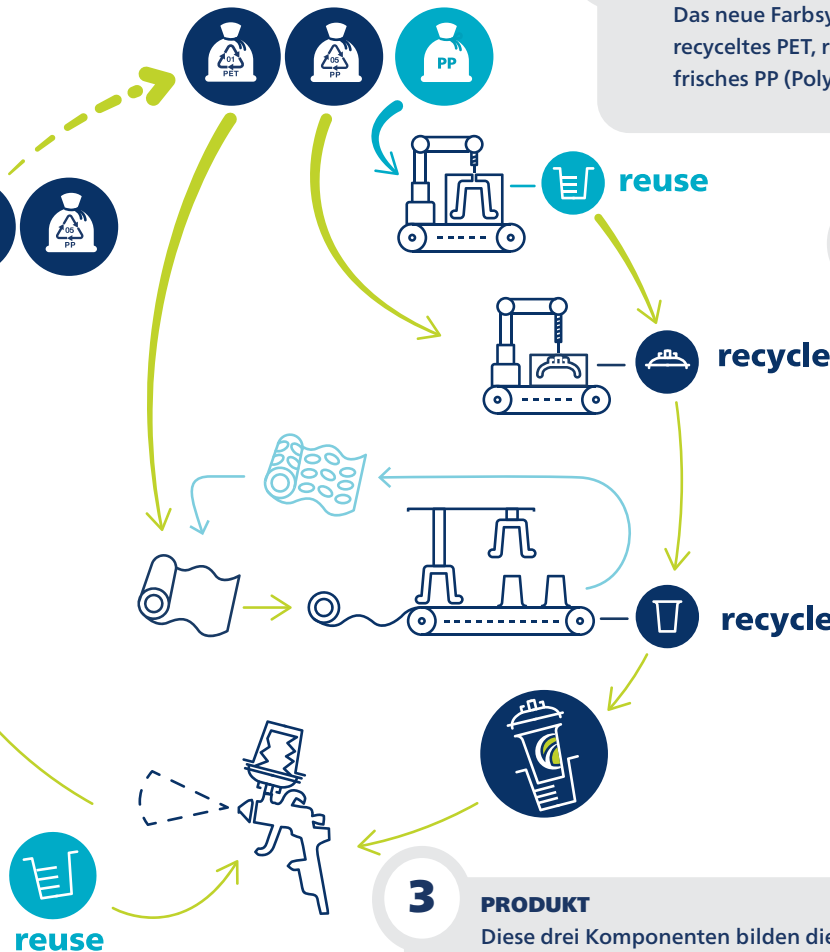 Das neue Farbsy
recyceltes PET, r
frisches PP (Poly
01
PET
05
PP
PP
05
PP
reuse
recycle
recycle
reuse
3
PRODUKT
Diese drei Komponenten bilden die